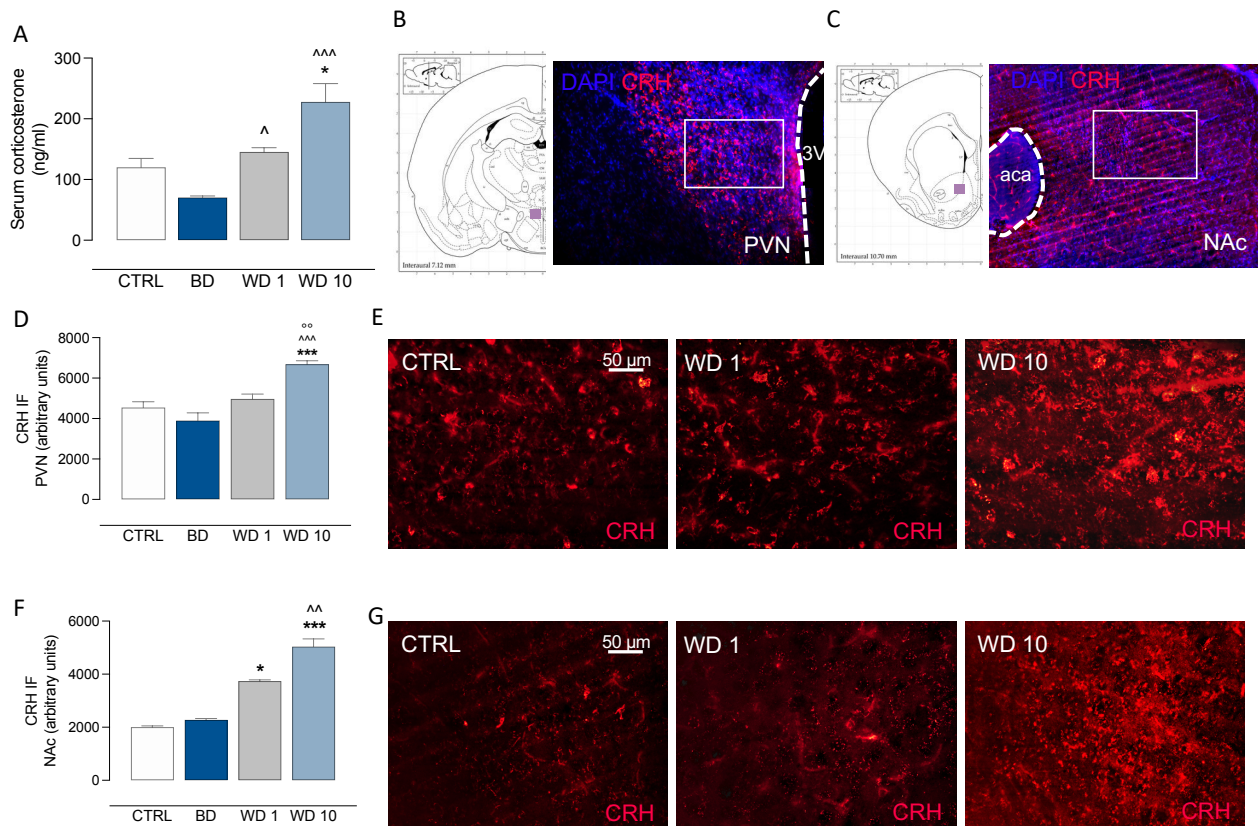 A
Serum corticosterone
(ng/ml)
300
200
100
0
^
^^^
*
CTRL BD WD 1 WD 10
B
Interaural 7.12 mm
DAPI CRH
3V
PVN
C
Interaural 10.70 mm
DAPI CRH
aca
NAc
D
CRH IF
PVN (arbitrary units)
8000
6000
4000
2000
0
°°
^^^
***
CTRL BD WD 1 WD 10
E
CTRL
50 µm
CRH
WD 1
CRH
WD 10
CRH
F
CRH IF
NAc (arbitrary units)
6000
4000
2000
0
*
^^
***
CTRL BD WD 1 WD 10
G
CTRL
50 µm
CRH
WD 1
CRH
WD 10
CRH